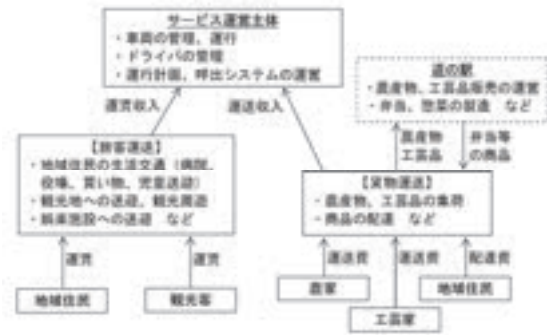 サービス運営主体
・車両の管理、運行
・ドライバの管理
・運行計画、呼出システムの運営
道の駅
・農産物、工芸品販売の運営
・弁当、惣菜の製造 など
運賃収入
運送収入
農産物
工芸品
弁当等
の商品
【旅客運送】
・地域住民の生活交通（病院、
役場、買い物、児童送迎）
・観光地への送迎、観光周遊
・娯楽施設への送迎 など
【貨物運送】
・農産物、工芸品の集荷
・商品の配達 など
運賃
運賃
運送費
運送費
配達費
地域住民
観光客
農家
工芸家
地域住民